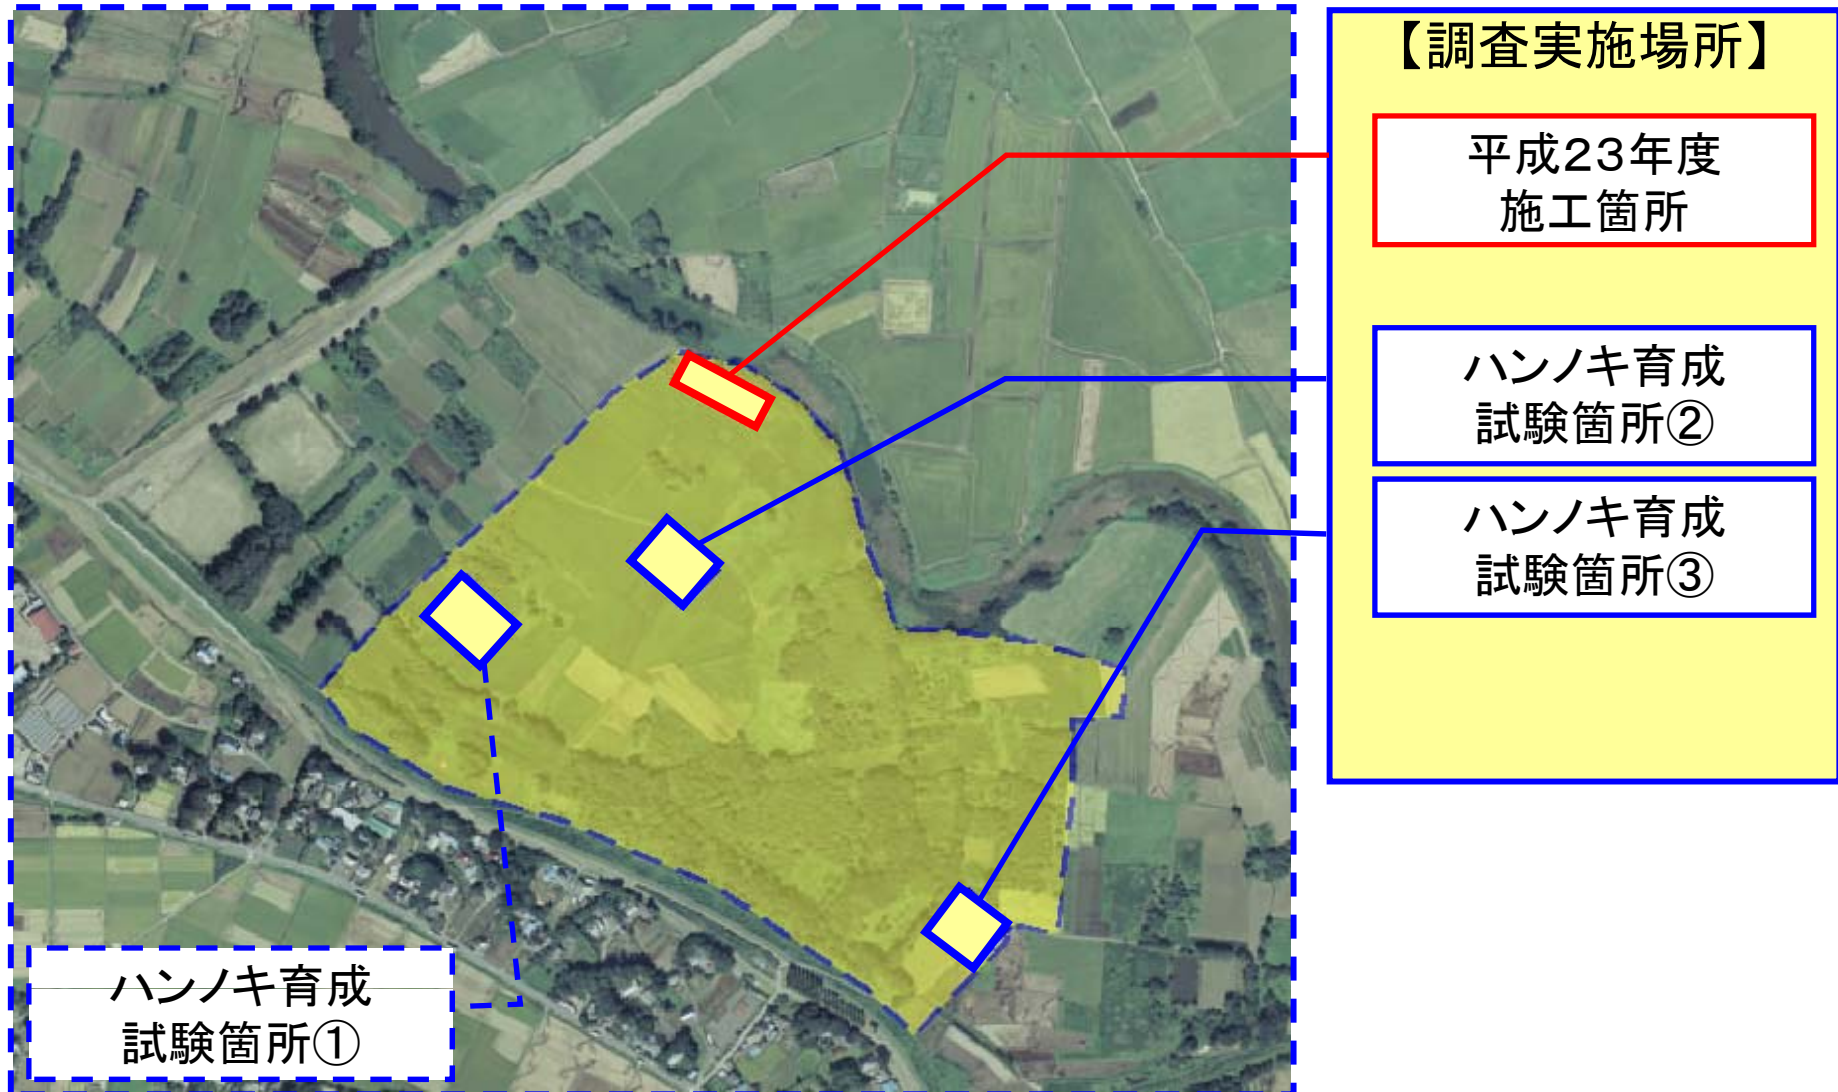 【調査実施場所】
平成23年度
施工箇所
ハンノキ育成
試験箇所②
ハンノキ育成
試験箇所③
ハンノキ育成
試験箇所①